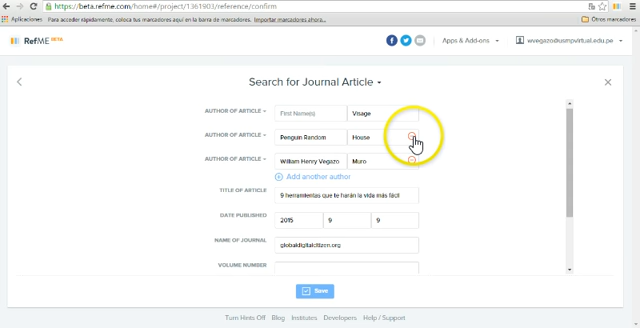 https://beta.refme.com/home#/project/1361903/reference/confirm
Aplicaciones Para acceder rápidamente, coloca tus marcadores aquí en la barra de marcadores. Importar marcadores ahora... Otros marcadores
RefME BETA Apps & Add-ons wvegazo@usmpvirtual.edu.pe
Search for Journal Article
AUTHOR OF ARTICLE First Name(s) Visage
AUTHOR OF ARTICLE Penguin Random House
AUTHOR OF ARTICLE William Henry Vegazo Muro
Add another author
TITLE OF ARTICLE 9 herramientas que te harán la vida más fácil
DATE PUBLISHED 2015 9 9
NAME OF JOURNAL globaldigitalcitizen.org
VOLUME NUMBER
Save
Turn Hints Off Blog Institutes Developers Help / Support